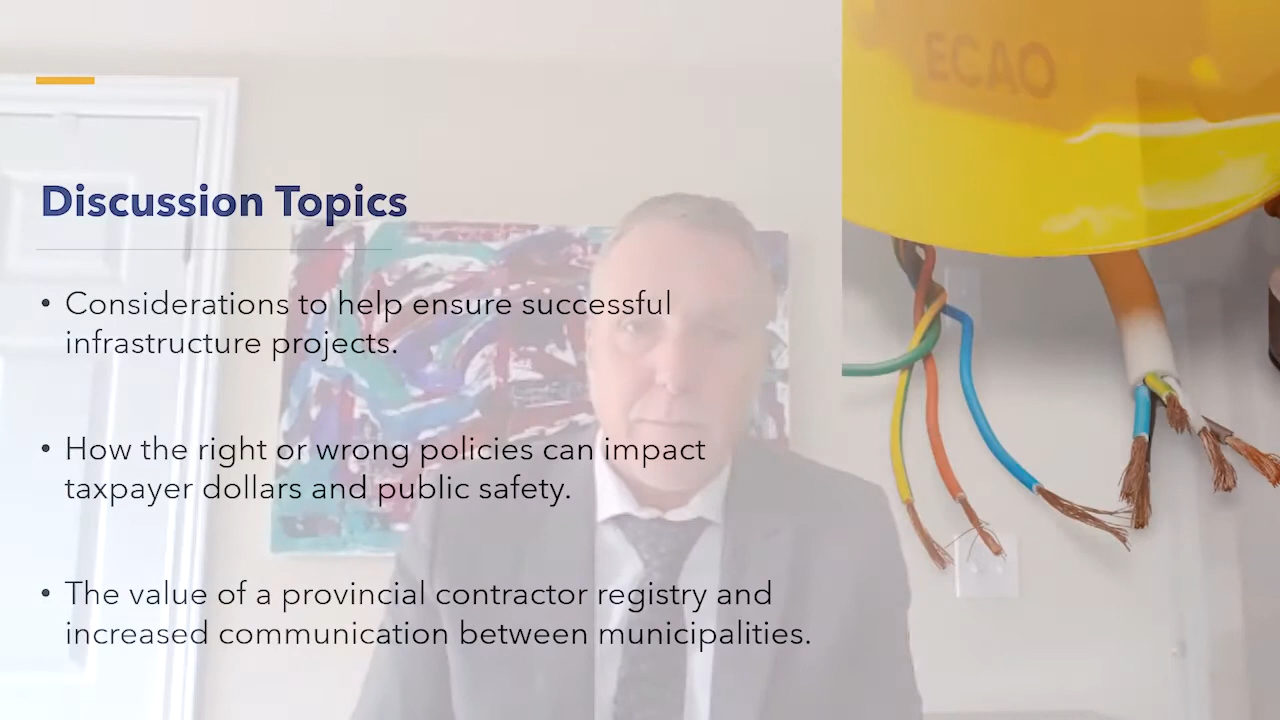 ECAO
Discussion Topics
• Considerations to help ensure successful
infrastructure projects.
• How the right or wrong policies can impact
taxpayer dollars and public safety.
• The value of a provincial contractor registry and
increased communication between municipalities.